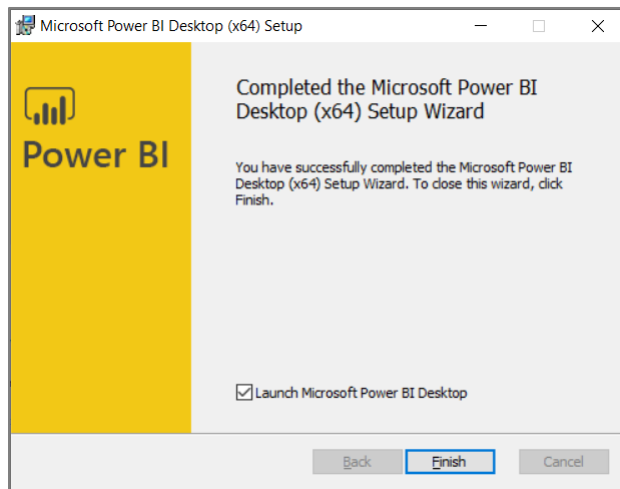 Microsoft Power BI Desktop (x64) Setup
Power BI
Completed the Microsoft Power BI
Desktop (x64) Setup Wizard
You have successfully completed the Microsoft Power BI
Desktop (x64) Setup Wizard. To close this wizard, click
Finish.
Launch Microsoft Power BI Desktop
Back Finish Cancel